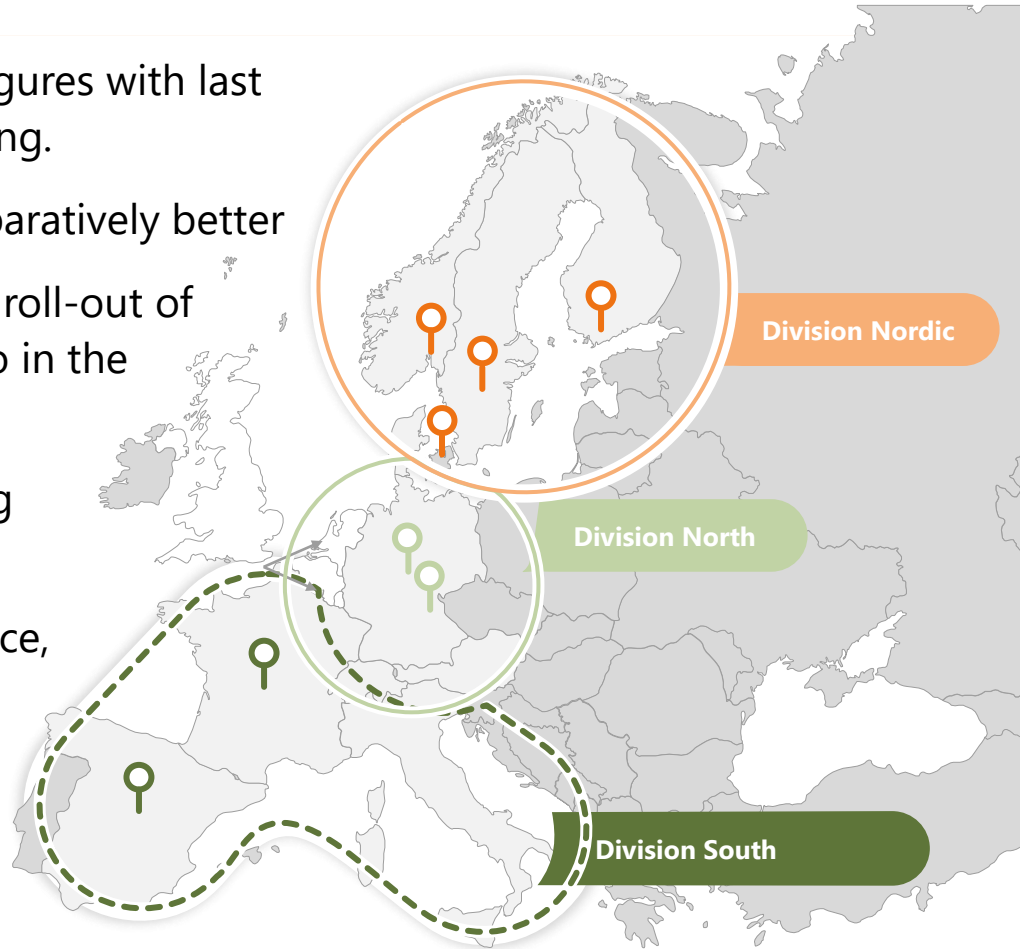 gures with last
ng.
paratively better
roll-out of
o in the
g
ce,
Division Nordic
Division North
Division South